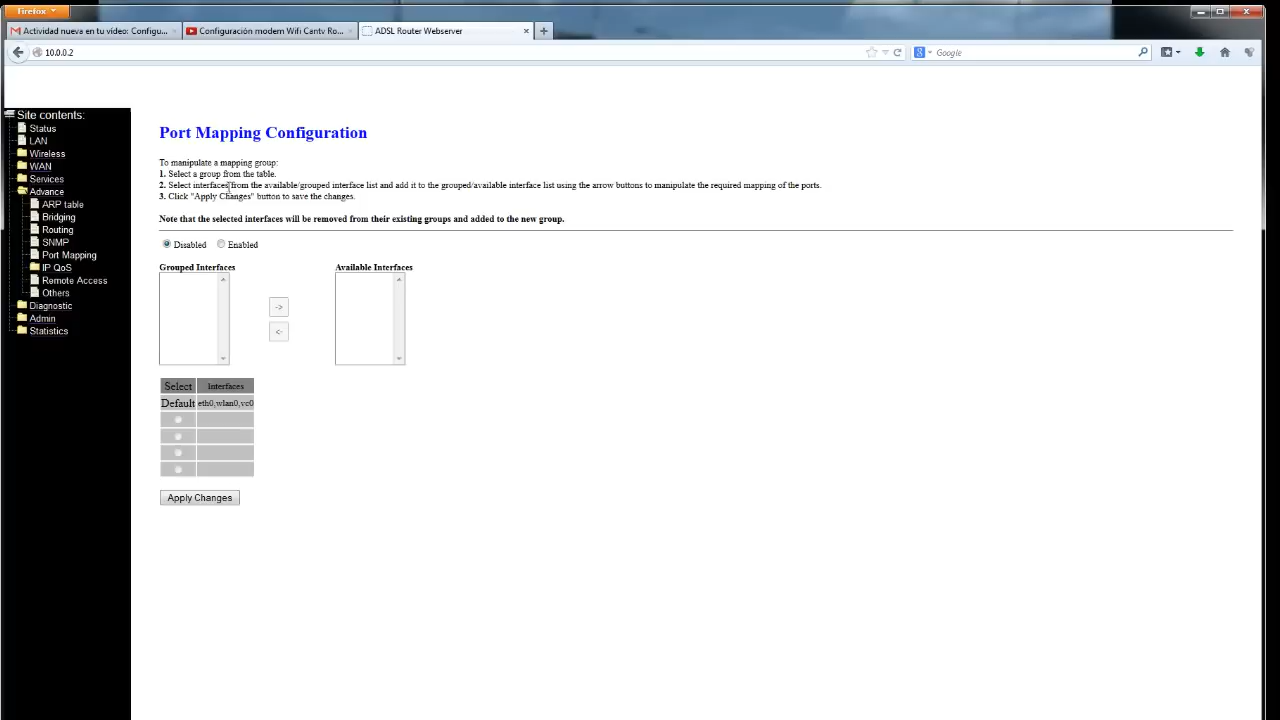 Firefox
Actividad nueva en tu vídeo: Configu...
Configuración modem Wifi Cantv Ro...
ADSL Router Webserver
10.0.0.2
Google
Site contents:
Status
LAN
Wireless
WAN
Services
Advance
ARP table
Bridging
Routing
SNMP
Port Mapping
IP QoS
Remote Access
Others
Diagnostic
Admin
Statistics
Port Mapping Configuration
To manipulate a mapping group:
1. Select a group from the table.
2. Select interfaces from the available/grouped interface list and add it to the grouped/available interface list using the arrow buttons to manipulate the required mapping of the ports.
3. Click "Apply Changes" button to save the changes.
Note that the selected interfaces will be removed from their existing groups and added to the new group.
Disabled Enabled
Grouped Interfaces Available Interfaces
->
<-
Select Interfaces
Default eth0,wlan0,vc0
Apply Changes